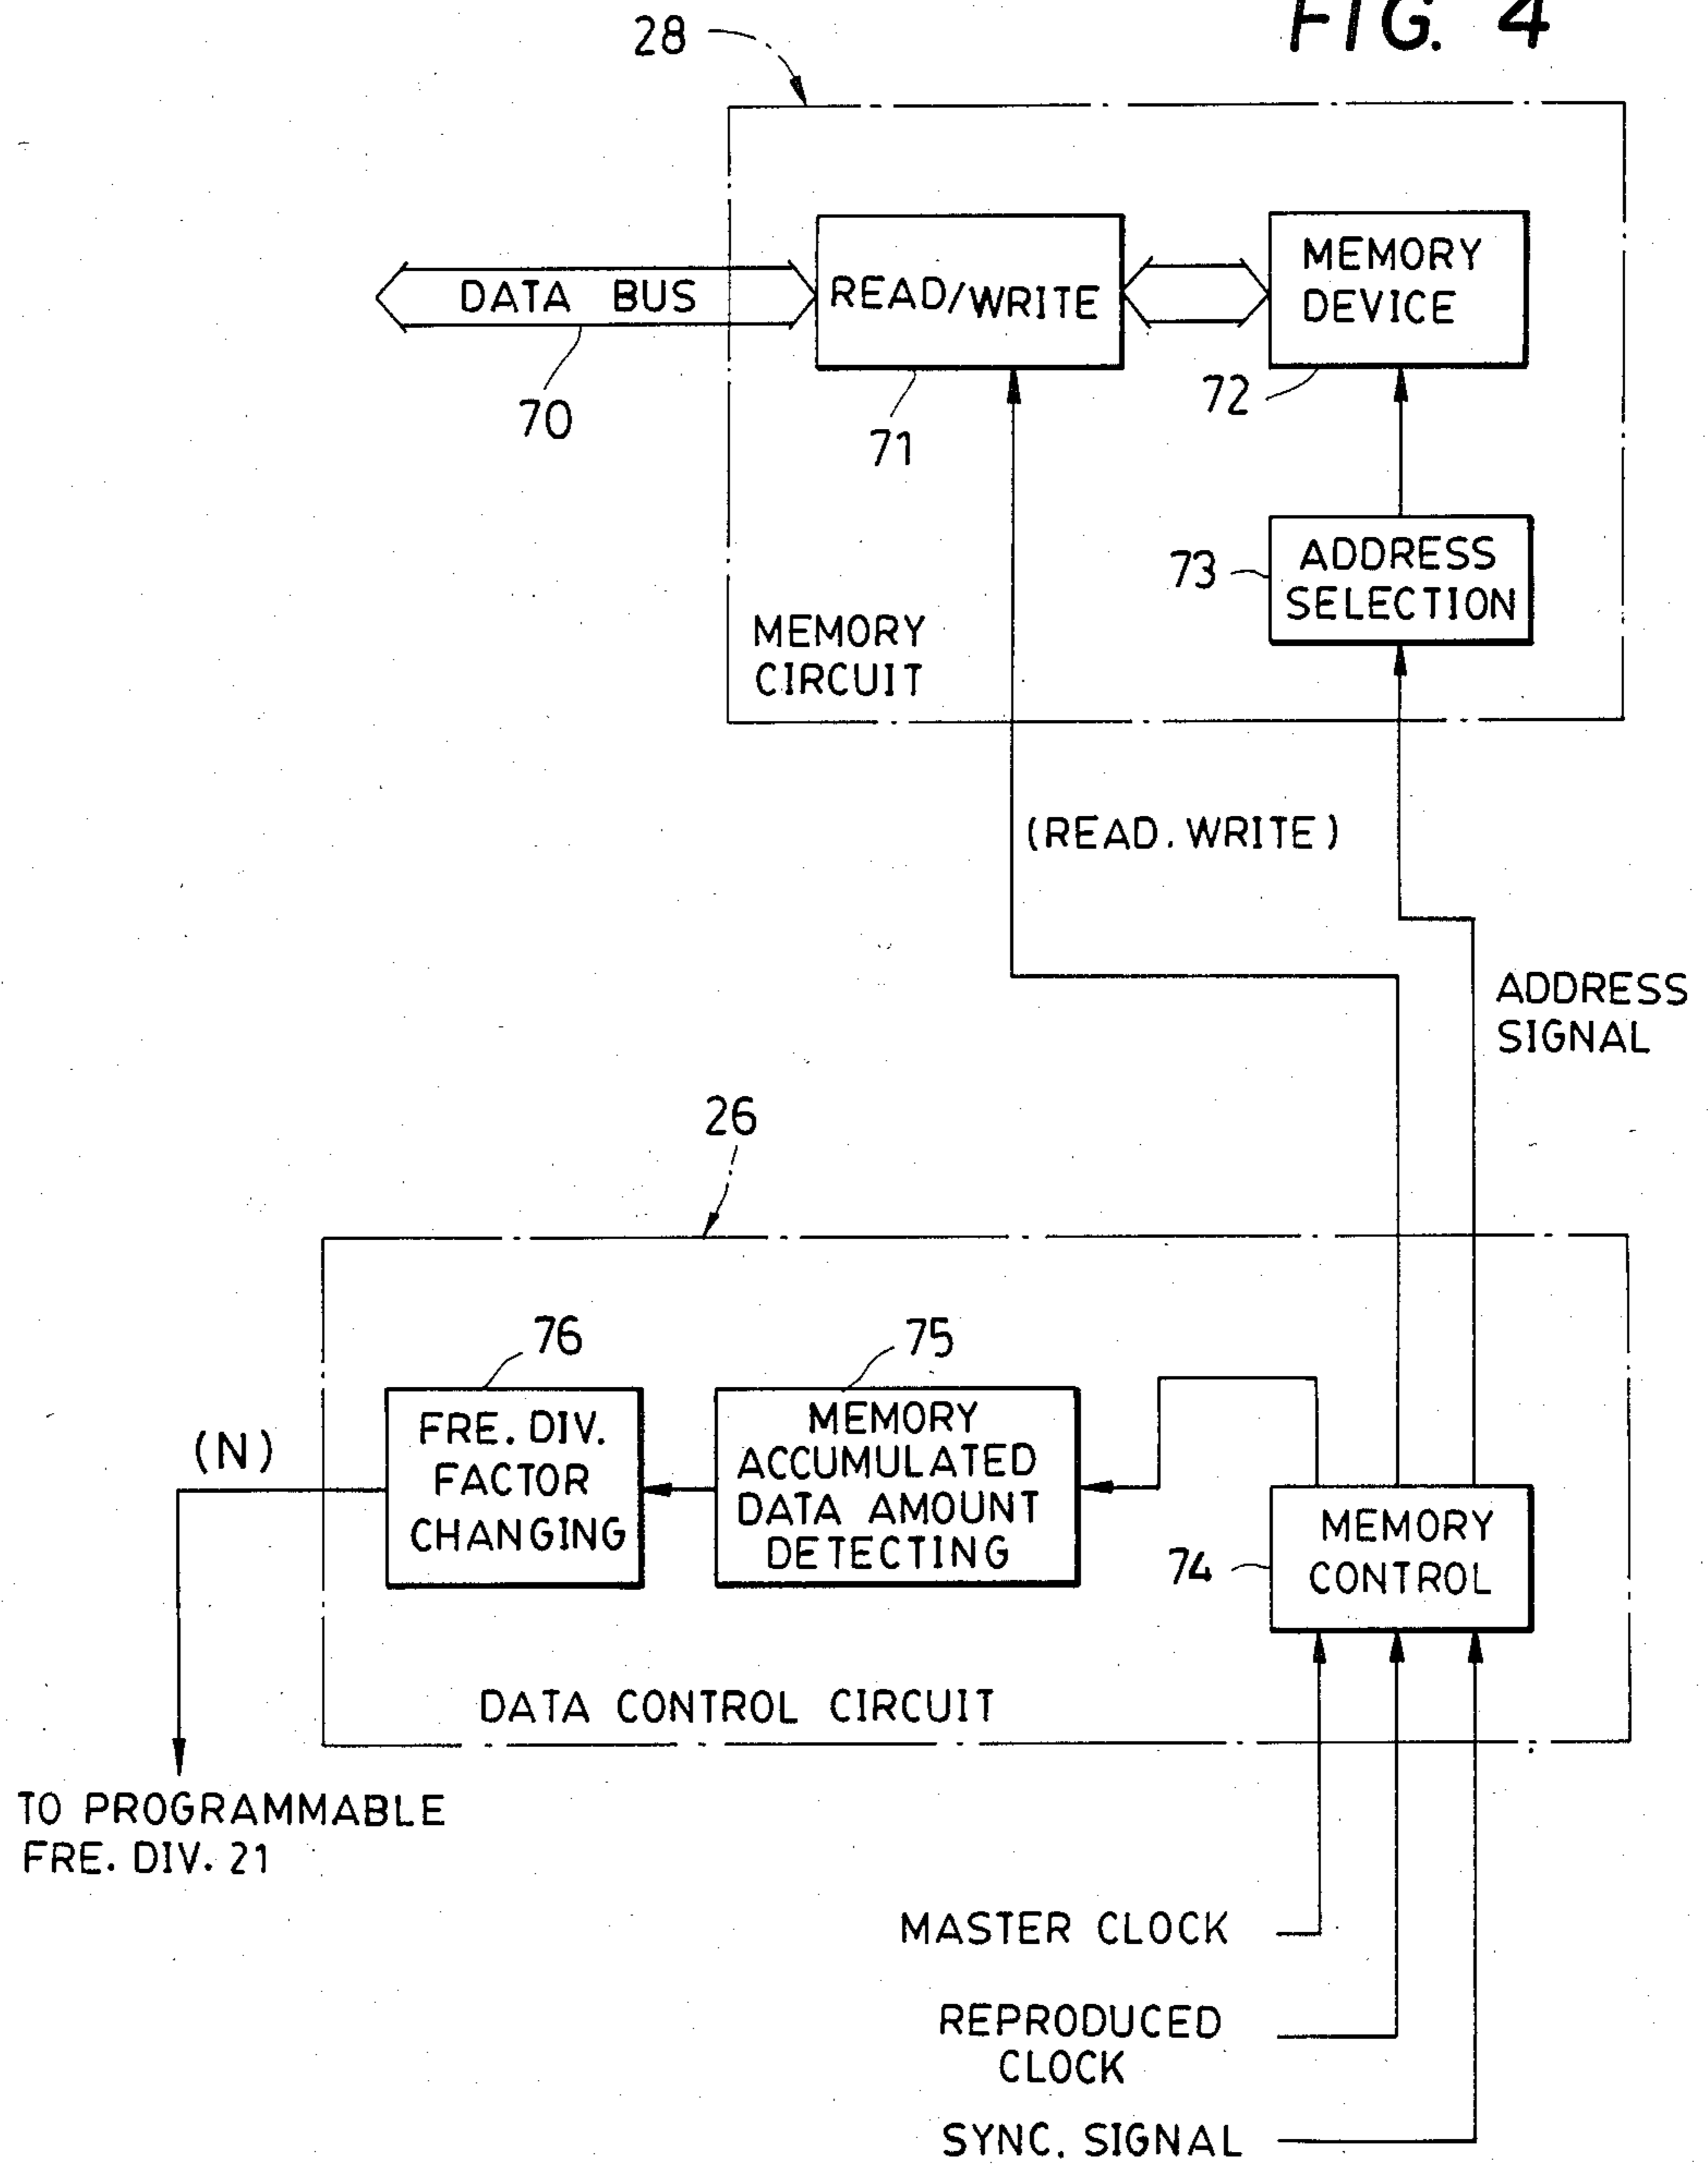 FIG. 4
28
DATA BUS
READ/WRITE
MEMORY
DEVICE
70
71
72
73
ADDRESS
SELECTION
MEMORY
CIRCUIT
(READ.WRITE)
ADDRESS
SIGNAL
26
76
75
(N)
FRE. DIV.
FACTOR
CHANGING
MEMORY
ACCUMULATED
DATA AMOUNT
DETECTING
74
MEMORY
CONTROL
DATA CONTROL CIRCUIT
TO PROGRAMMABLE
FRE. DIV. 21
MASTER CLOCK
REPRODUCED
CLOCK
SYNC. SIGNAL